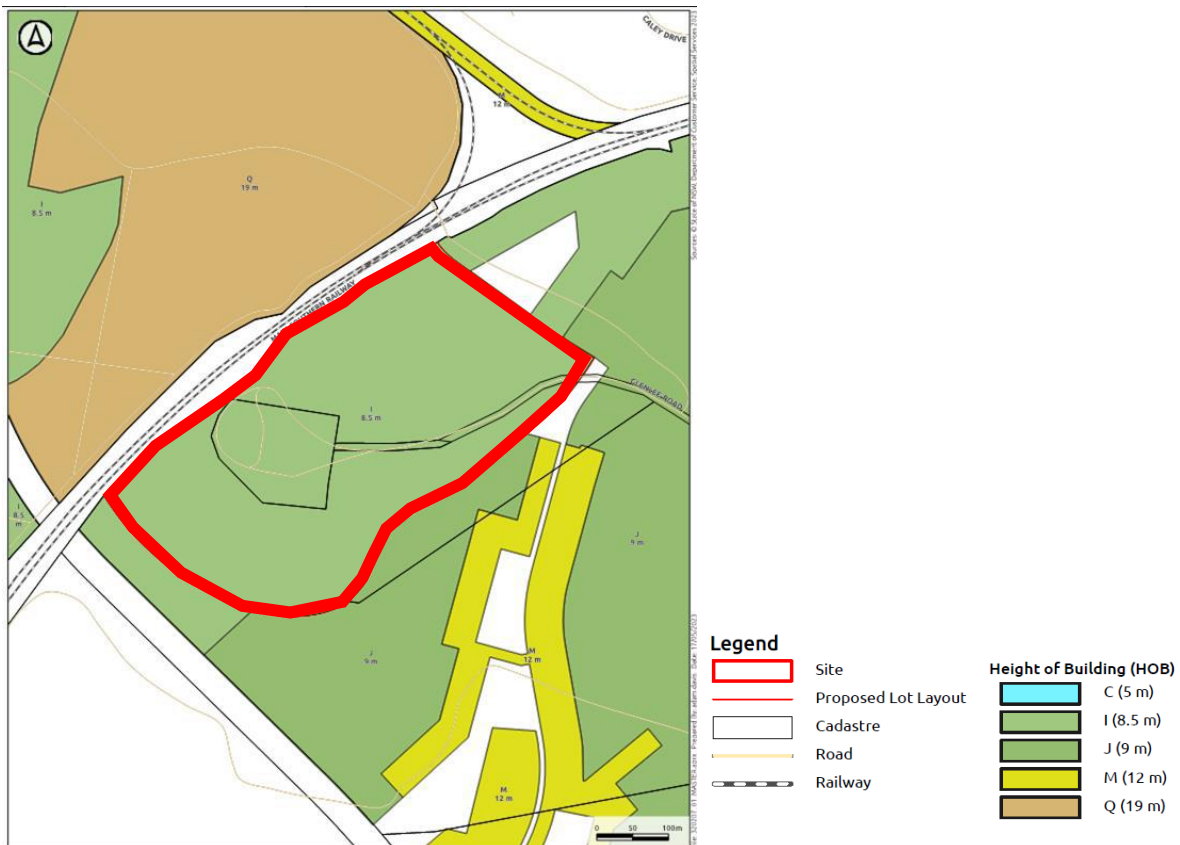 A
CALEY DRIVE
M
12 m
Q
19 m
I
8.5 m
GLENLEE ROAD
I
8.5 m
I
8.5
m
J
9 m
J
9 m
M
12 m
M
12 m
0 50 100m
Legend
Site
Proposed Lot Layout
Cadastre
Road
Railway
Height of Building (HOB)
C (5 m)
I (8.5 m)
J (9 m)
M (12 m)
Q (19 m)